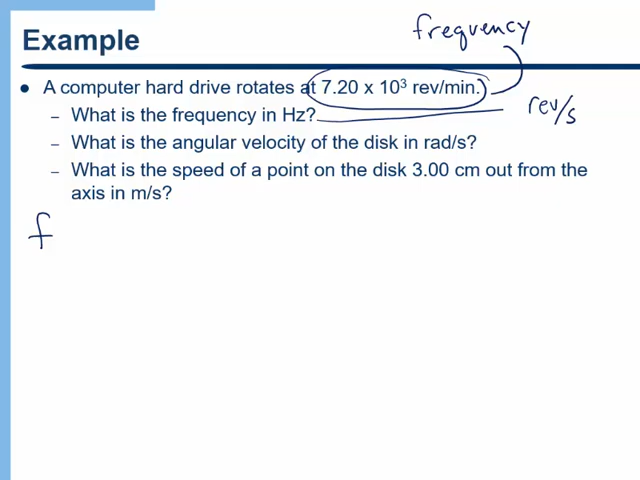 frequency
Example
● A computer hard drive rotates at 7.20 x 10³ rev/min.
– What is the frequency in Hz?
rev/s
– What is the angular velocity of the disk in rad/s?
– What is the speed of a point on the disk 3.00 cm out from the
axis in m/s?
f